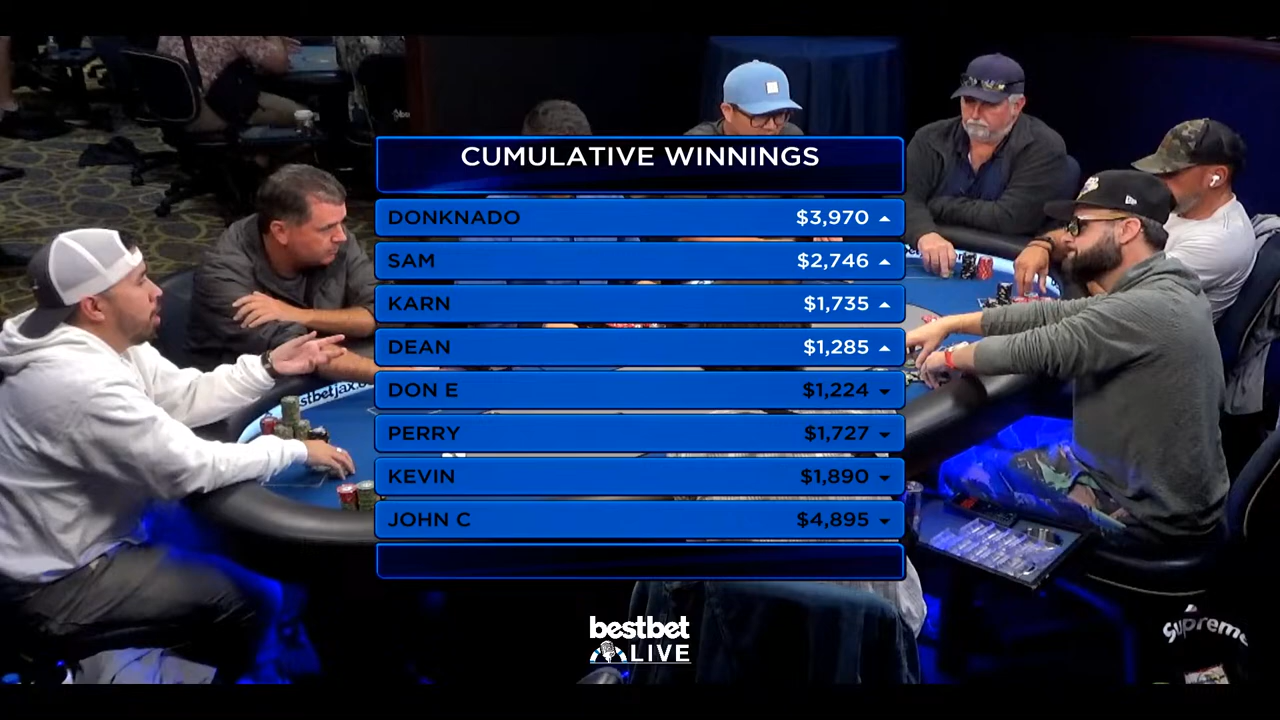 CUMULATIVE WINNINGS
DONKNADO $3,970
SAM $2,746
KARN $1,735
DEAN $1,285
DON E $1,224
PERRY $1,727
KEVIN $1,890
JOHN C $4,895
stbetjax.
bestbet
LIVE
Supreme